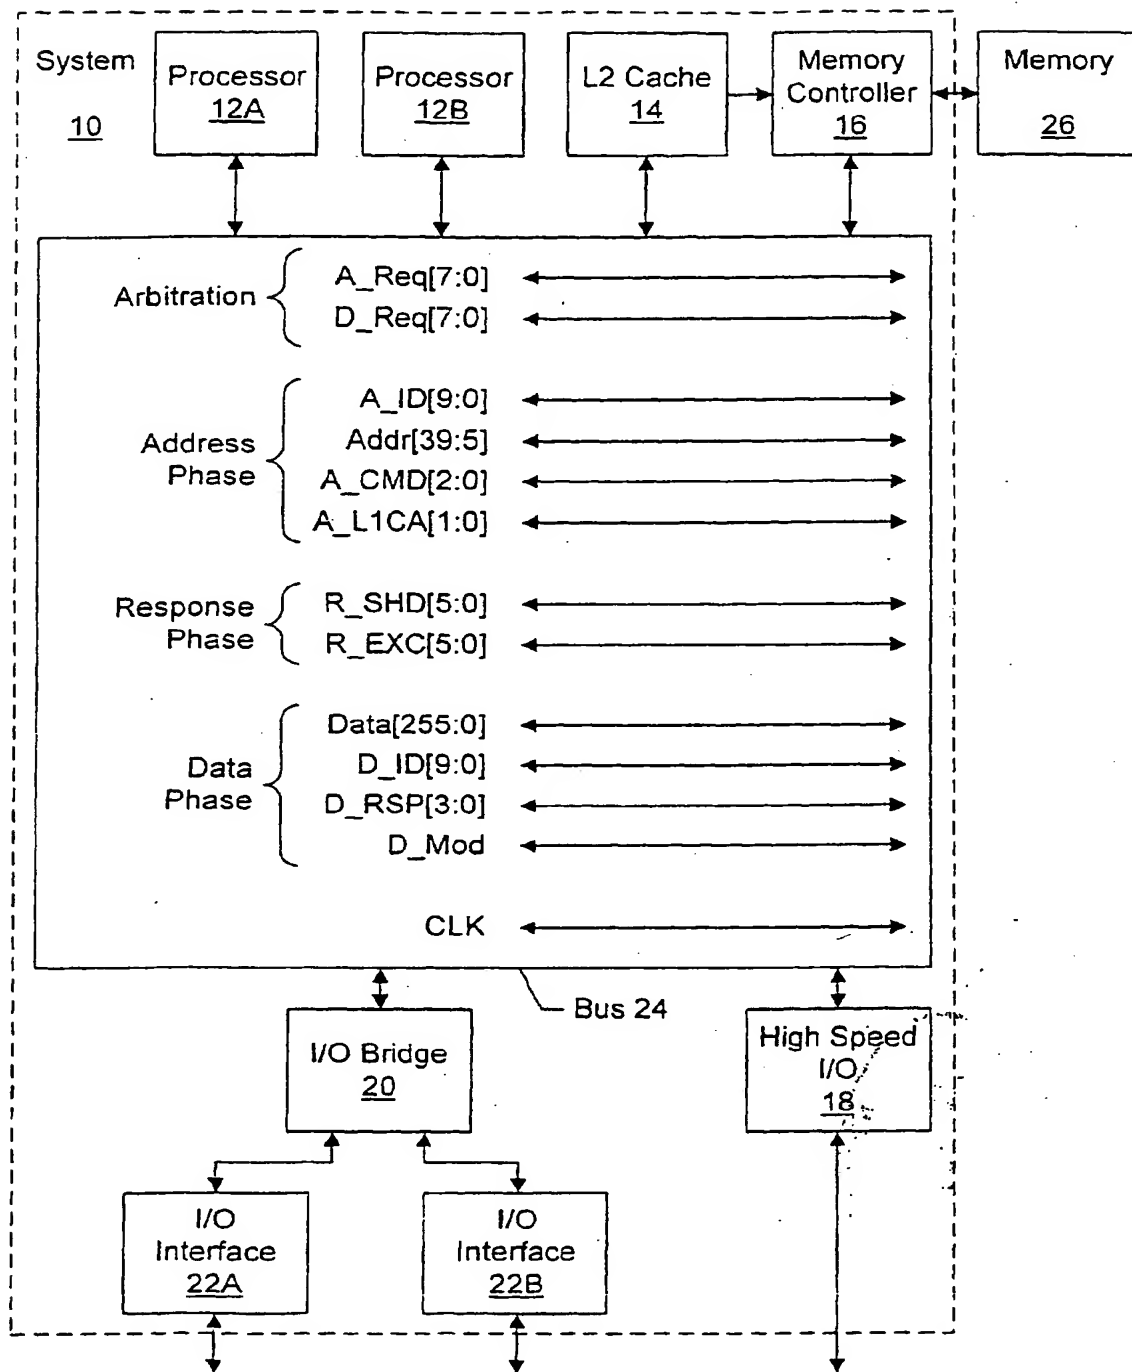 System
10
Processor
12A
Processor
12B
L2 Cache
14
Memory
Controller
16
Memory
26
Arbitration
A_Req[7:0]
D_Req[7:0]
Address
Phase
A_ID[9:0]
Addr[39:5]
A_CMD[2:0]
A_L1CA[1:0]
Response
Phase
R_SHD[5:0]
R_EXC[5:0]
Data
Phase
Data[255:0]
D_ID[9:0]
D_RSP[3:0]
D_Mod
CLK
Bus 24
I/O Bridge
20
High Speed
I/O
18
I/O
Interface
22A
I/O
Interface
22B